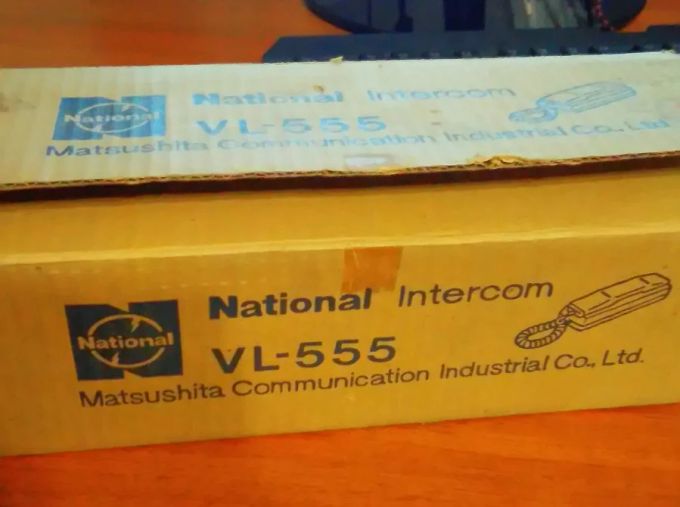 National
National Intercom
VL-555
Matsushita Communication Industrial Co., Ltd.
National
National Intercom
VL-555
Matsushita Communication Industrial Co., Ltd.